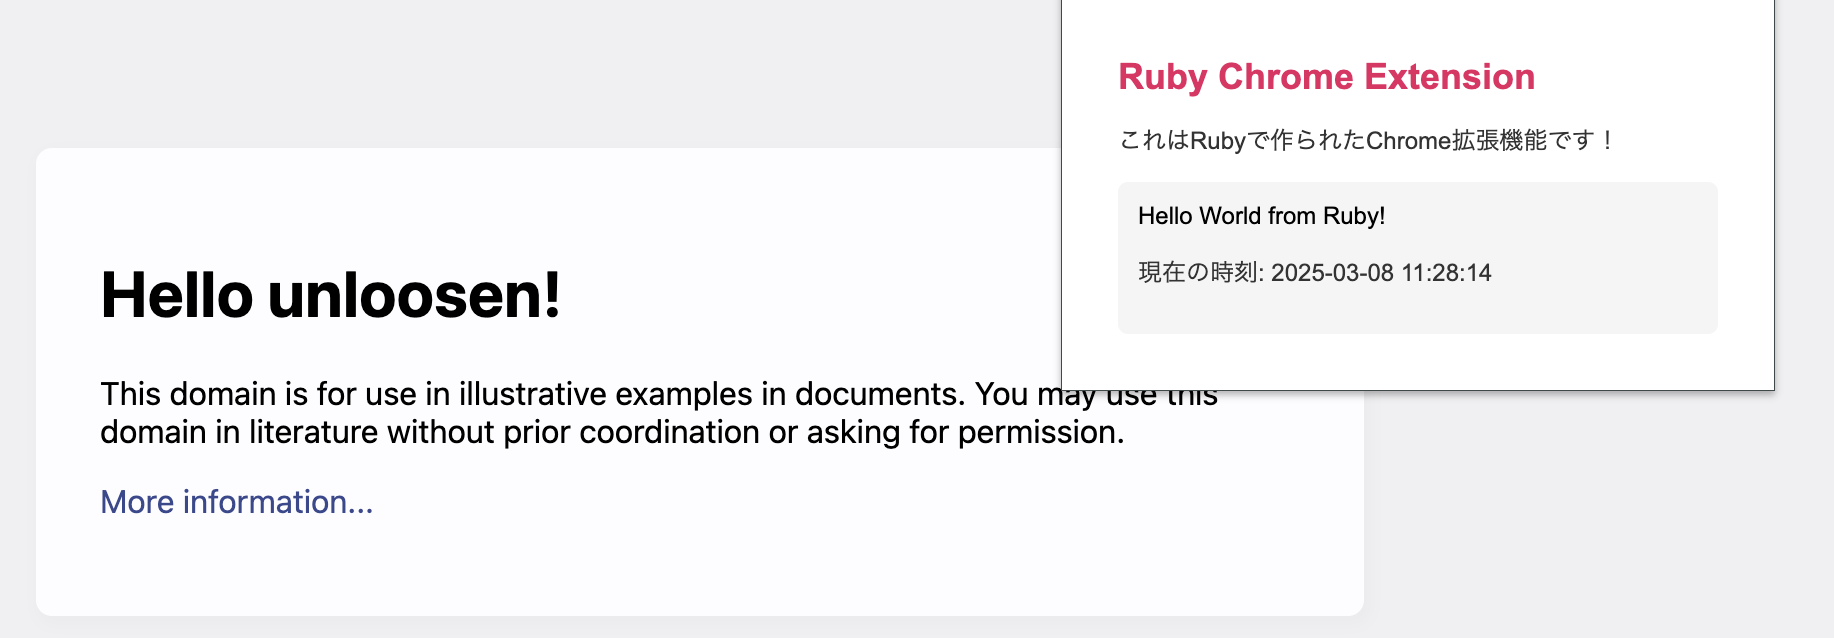 Ruby Chrome Extension
これはRubyで作られたChrome拡張機能です！
Hello World from Ruby!
現在の時刻: 2025-03-08 11:28:14
Hello unloosen!
This domain is for use in illustrative examples in documents. You may use this
domain in literature without prior coordination or asking for permission.
More information...